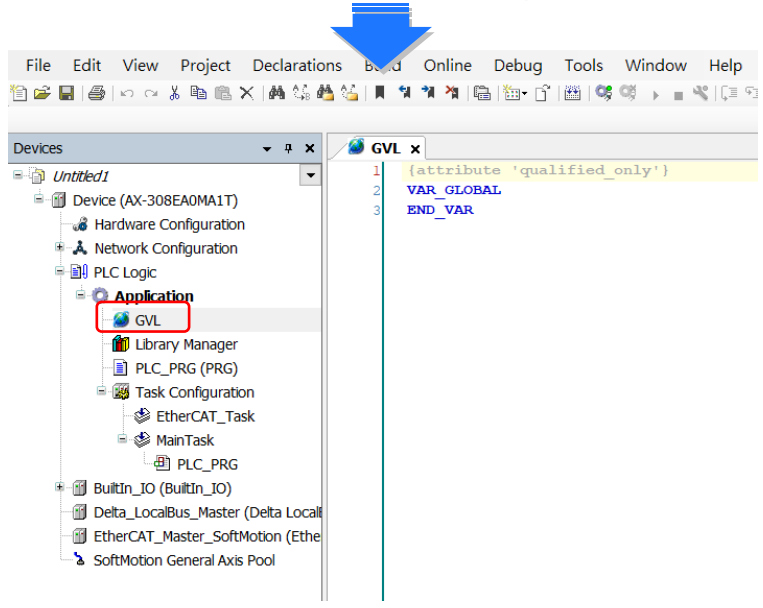 File Edit View Project Declarations Build Online Debug Tools Window Help
Devices
GVL
Untitled1
Device (AX-308EA0MA1T)
Hardware Configuration
Network Configuration
PLC Logic
Application
GVL
Library Manager
PLC_PRG (PRG)
Task Configuration
EtherCAT_Task
MainTask
PLC_PRG
BuiltIn_IO (BuiltIn_IO)
Delta_LocalBus_Master (Delta LocalB
EtherCAT_Master_SoftMotion (Ethe
SoftMotion General Axis Pool
1 {attribute 'qualified_only'}
2 VAR_GLOBAL
3 END_VAR